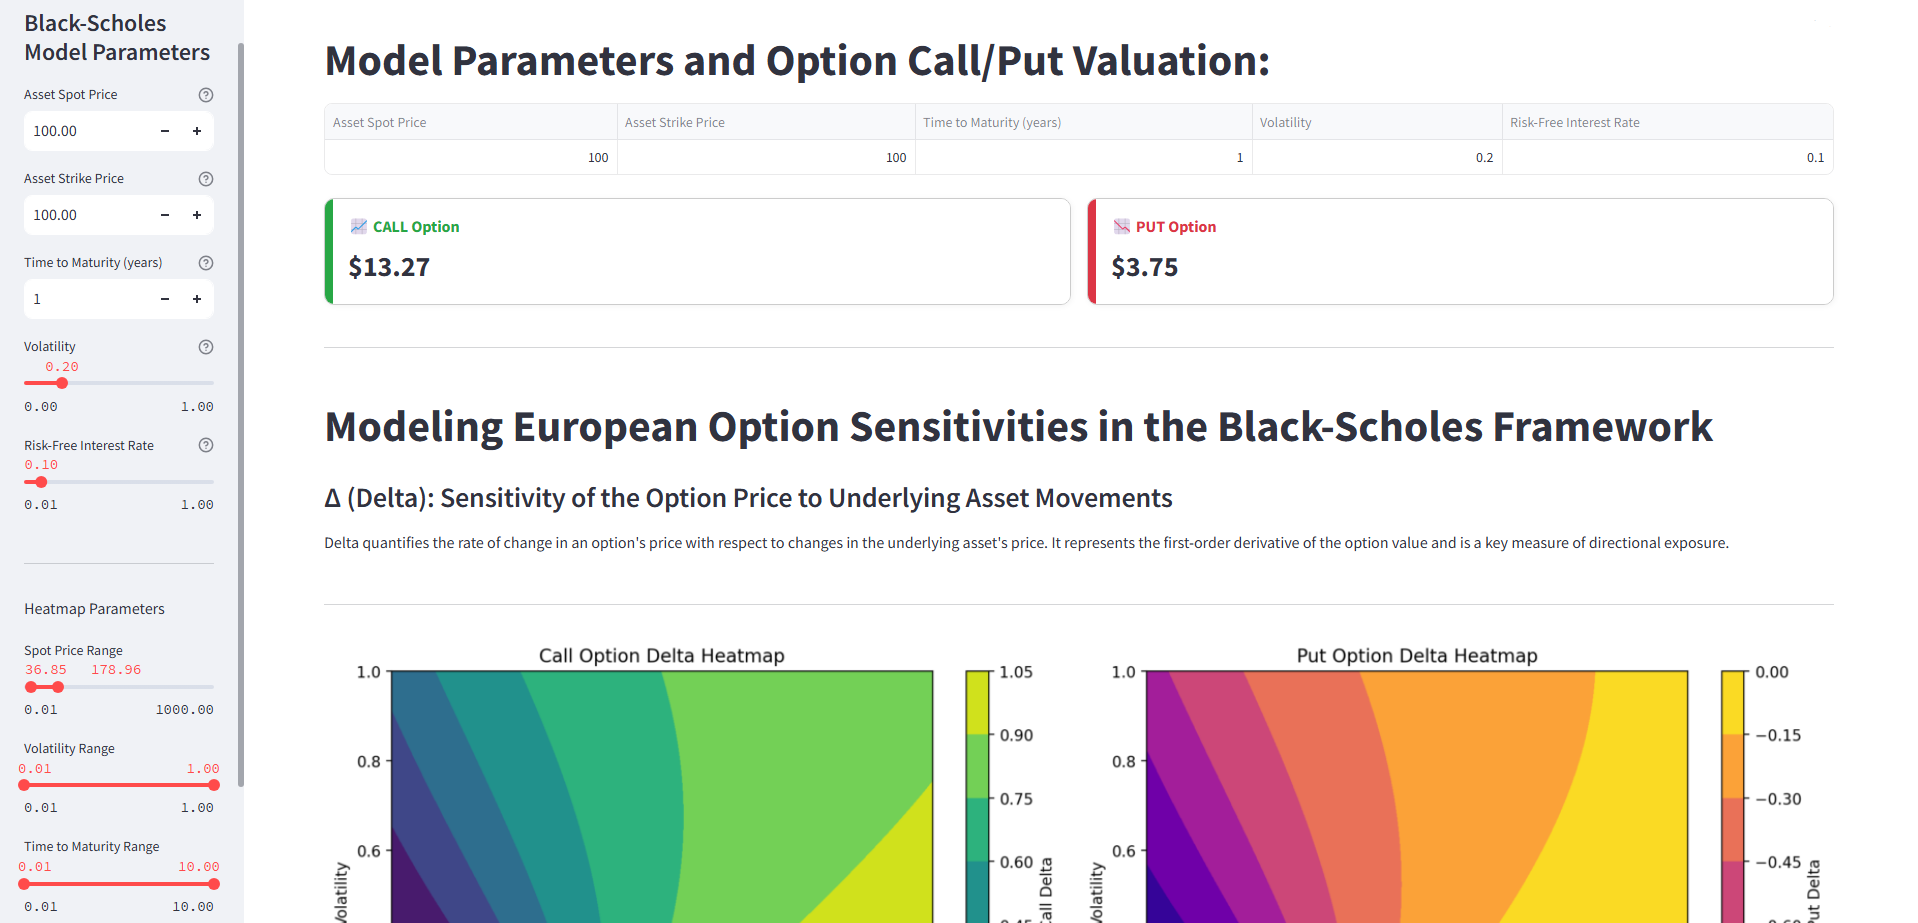 Black-Scholes
Model Parameters
Asset Spot Price
100.00
Asset Strike Price
100.00
Time to Maturity (years)
1
Volatility
0.20
0.00 1.00
Risk-Free Interest Rate
0.10
0.01 1.00
Heatmap Parameters
Spot Price Range
36.85 178.96
0.01 1000.00
Volatility Range
0.01 1.00
0.01 1.00
Time to Maturity Range
0.01 10.00
0.01 10.00
Model Parameters and Option Call/Put Valuation:
Asset Spot Price Asset Strike Price Time to Maturity (years) Volatility Risk-Free Interest Rate
100 100 1 0.2 0.1
CALL Option
$13.27
PUT Option
$3.75
Modeling European Option Sensitivities in the Black-Scholes Framework
Δ (Delta): Sensitivity of the Option Price to Underlying Asset Movements
Delta quantifies the rate of change in an option's price with respect to changes in the underlying asset's price. It represents the first-order derivative of the option value and is a key measure of directional exposure.
Call Option Delta Heatmap
1.0
0.8
0.6
Volatility
1.05
0.90
0.75
0.60
Call Delta
Put Option Delta Heatmap
1.0
0.8
0.6
Volatility
0.00
−0.15
−0.30
−0.45
Put Delta